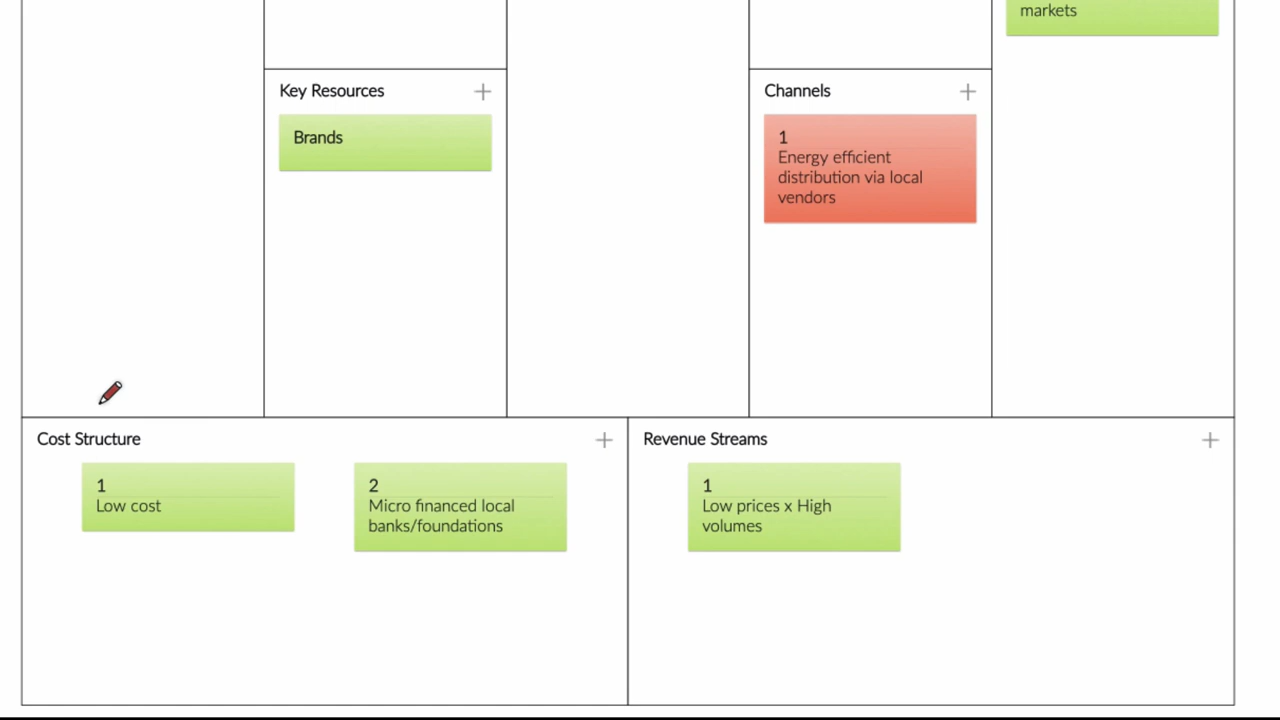 markets
Key Resources
Brands
Channels
1
Energy efficient
distribution via local
vendors
Cost Structure
1
Low cost
2
Micro financed local
banks/foundations
Revenue Streams
1
Low prices x High
volumes